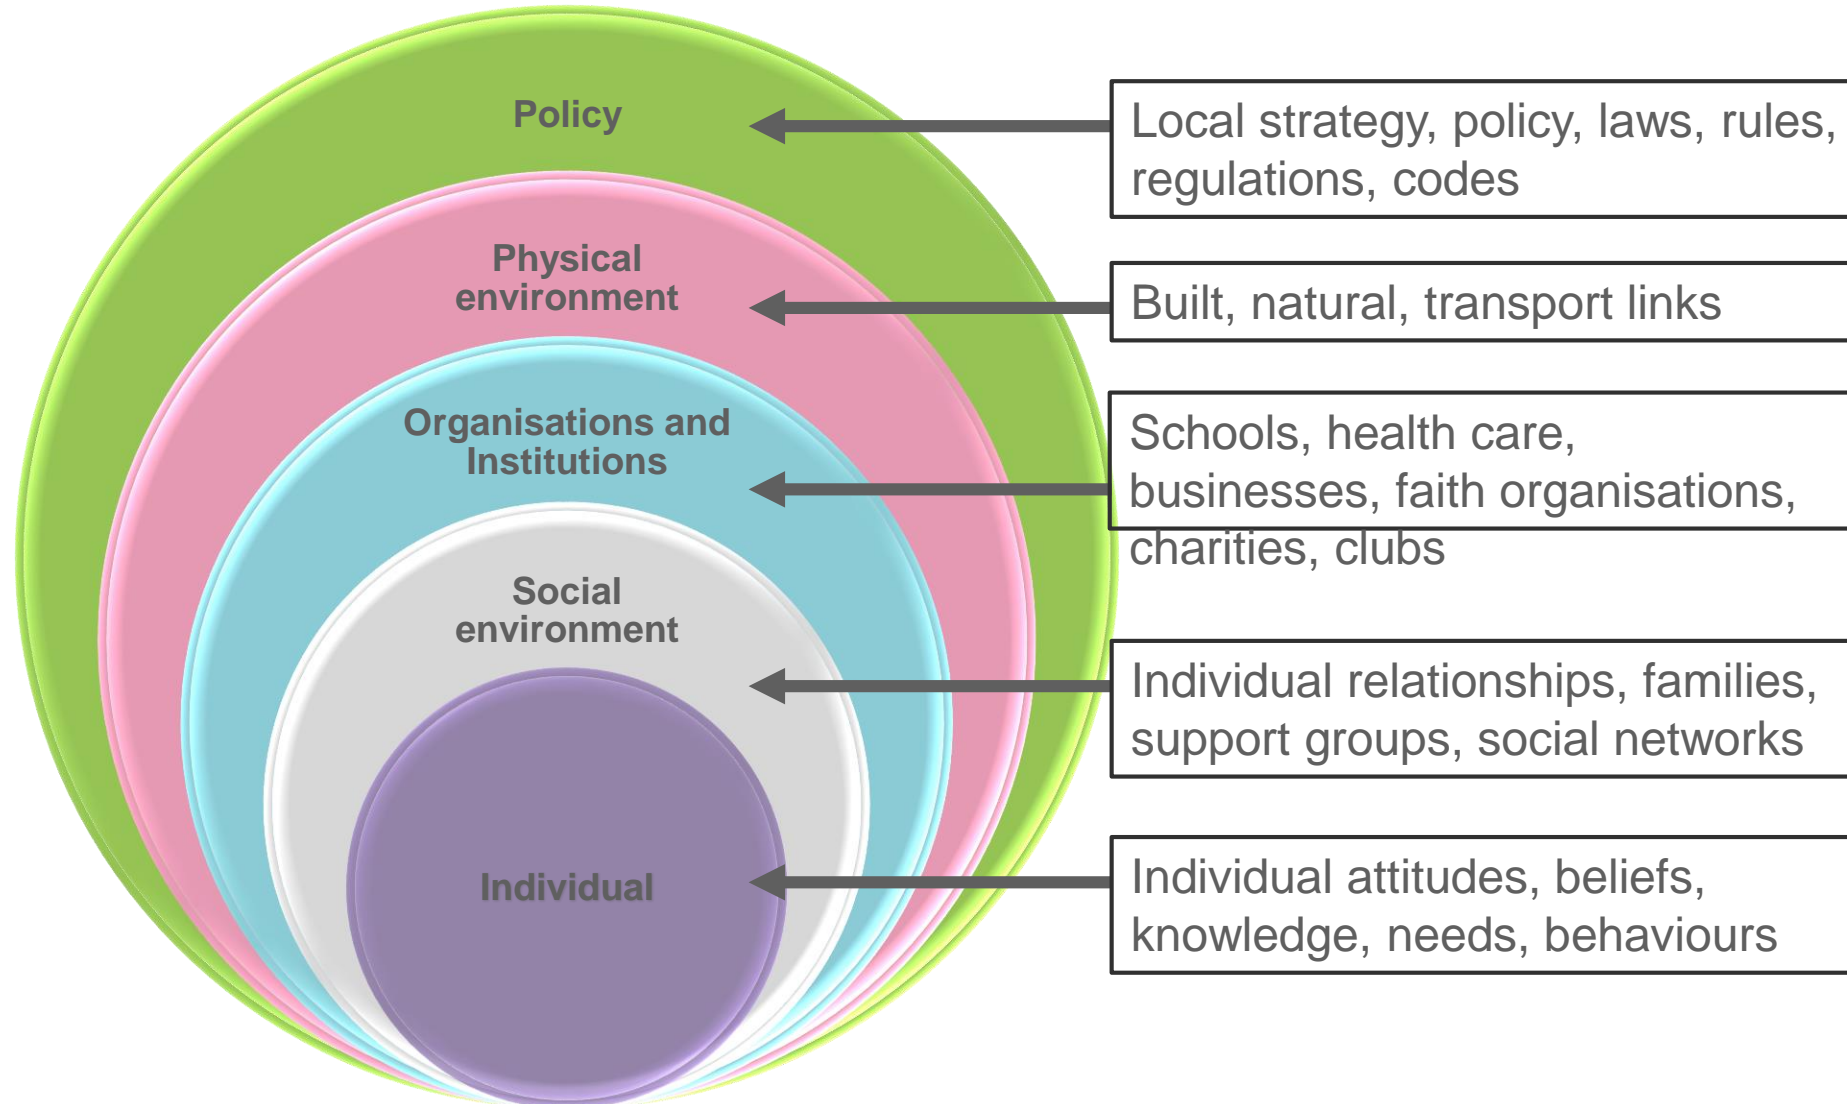 Policy
Local strategy, policy, laws, rules,
regulations, codes
Physical
environment
Built, natural, transport links
Organisations and
Institutions
Schools, health care,
businesses, faith organisations,
charities, clubs
Social
environment
Individual relationships, families,
support groups, social networks
Individual
Individual attitudes, beliefs,
knowledge, needs, behaviours